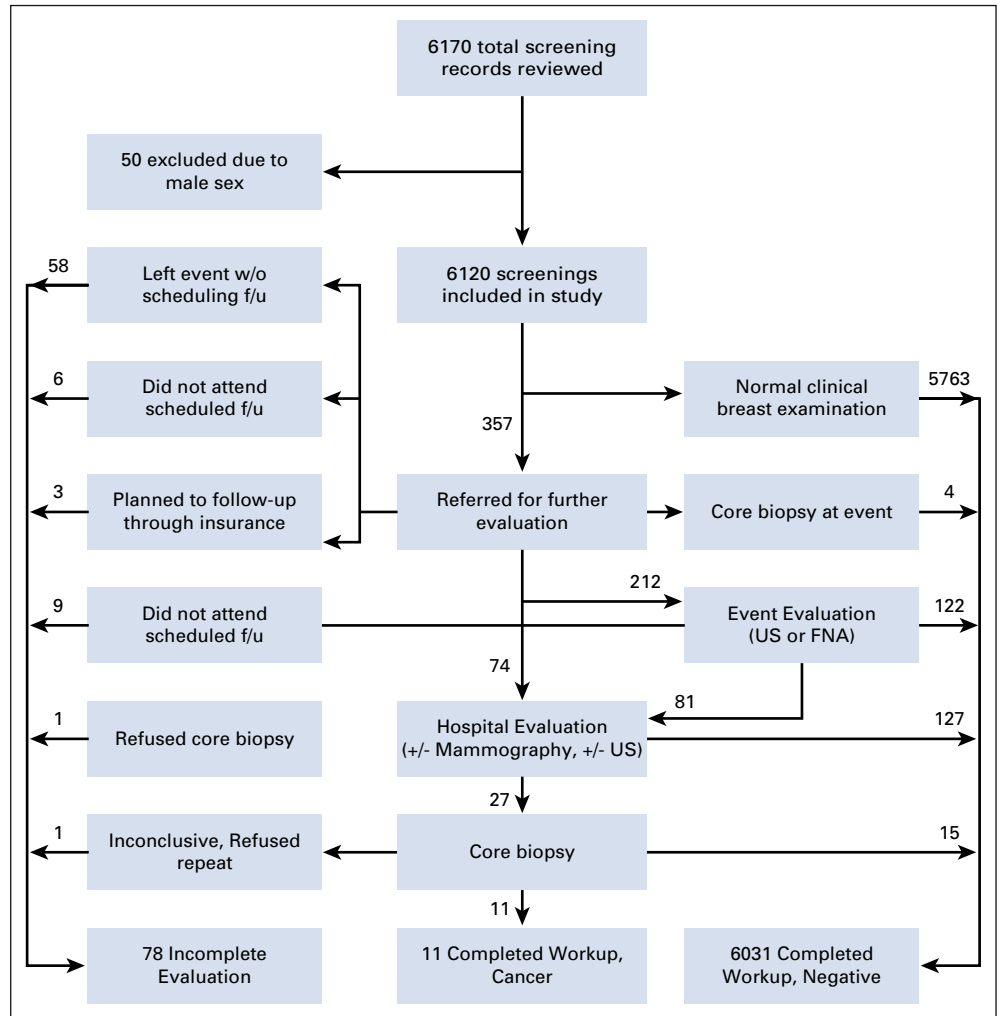 6170 total screening
records reviewed
50 excluded due to
male sex
58
Left event w/o
scheduling f/u
6120 screenings
included in study
6
Did not attend
scheduled f/u
Normal clinical
breast examination
5763
357
3
Planned to follow-up
through insurance
Referred for further
evaluation
Core biopsy at event
4
212
9
Did not attend
scheduled f/u
Event Evaluation
(US or FNA)
122
74
81
1
Refused core biopsy
Hospital Evaluation
(+/- Mammography, +/- US)
127
27
1
Inconclusive, Refused
repeat
Core biopsy
15
11
78 Incomplete
Evaluation
11 Completed Workup,
Cancer
6031 Completed
Workup, Negative